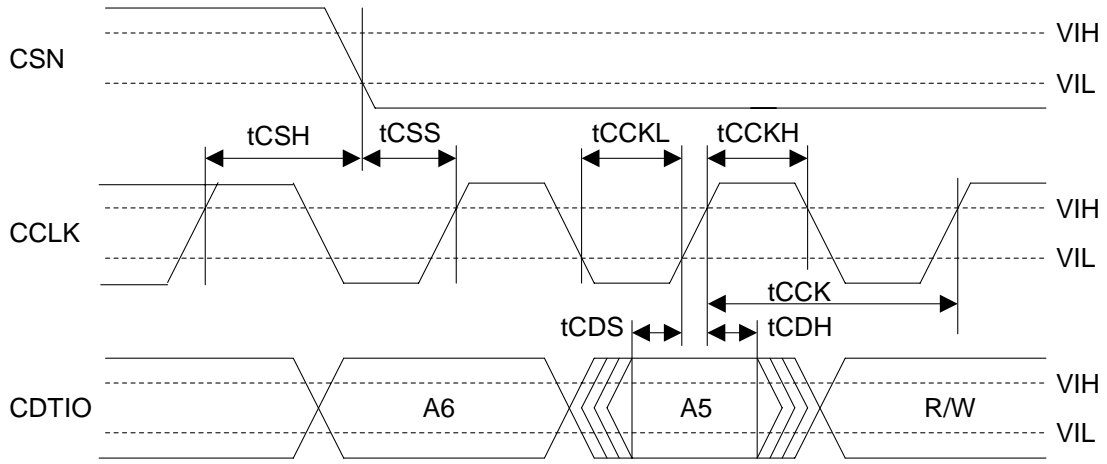 CSN
VIH
VIL
tCSH
tCSS
tCCKL
tCCKH
CCLK
VIH
VIL
tCCK
tCDS
tCDH
CDTIO
A6
A5
R/W
VIH
VIL